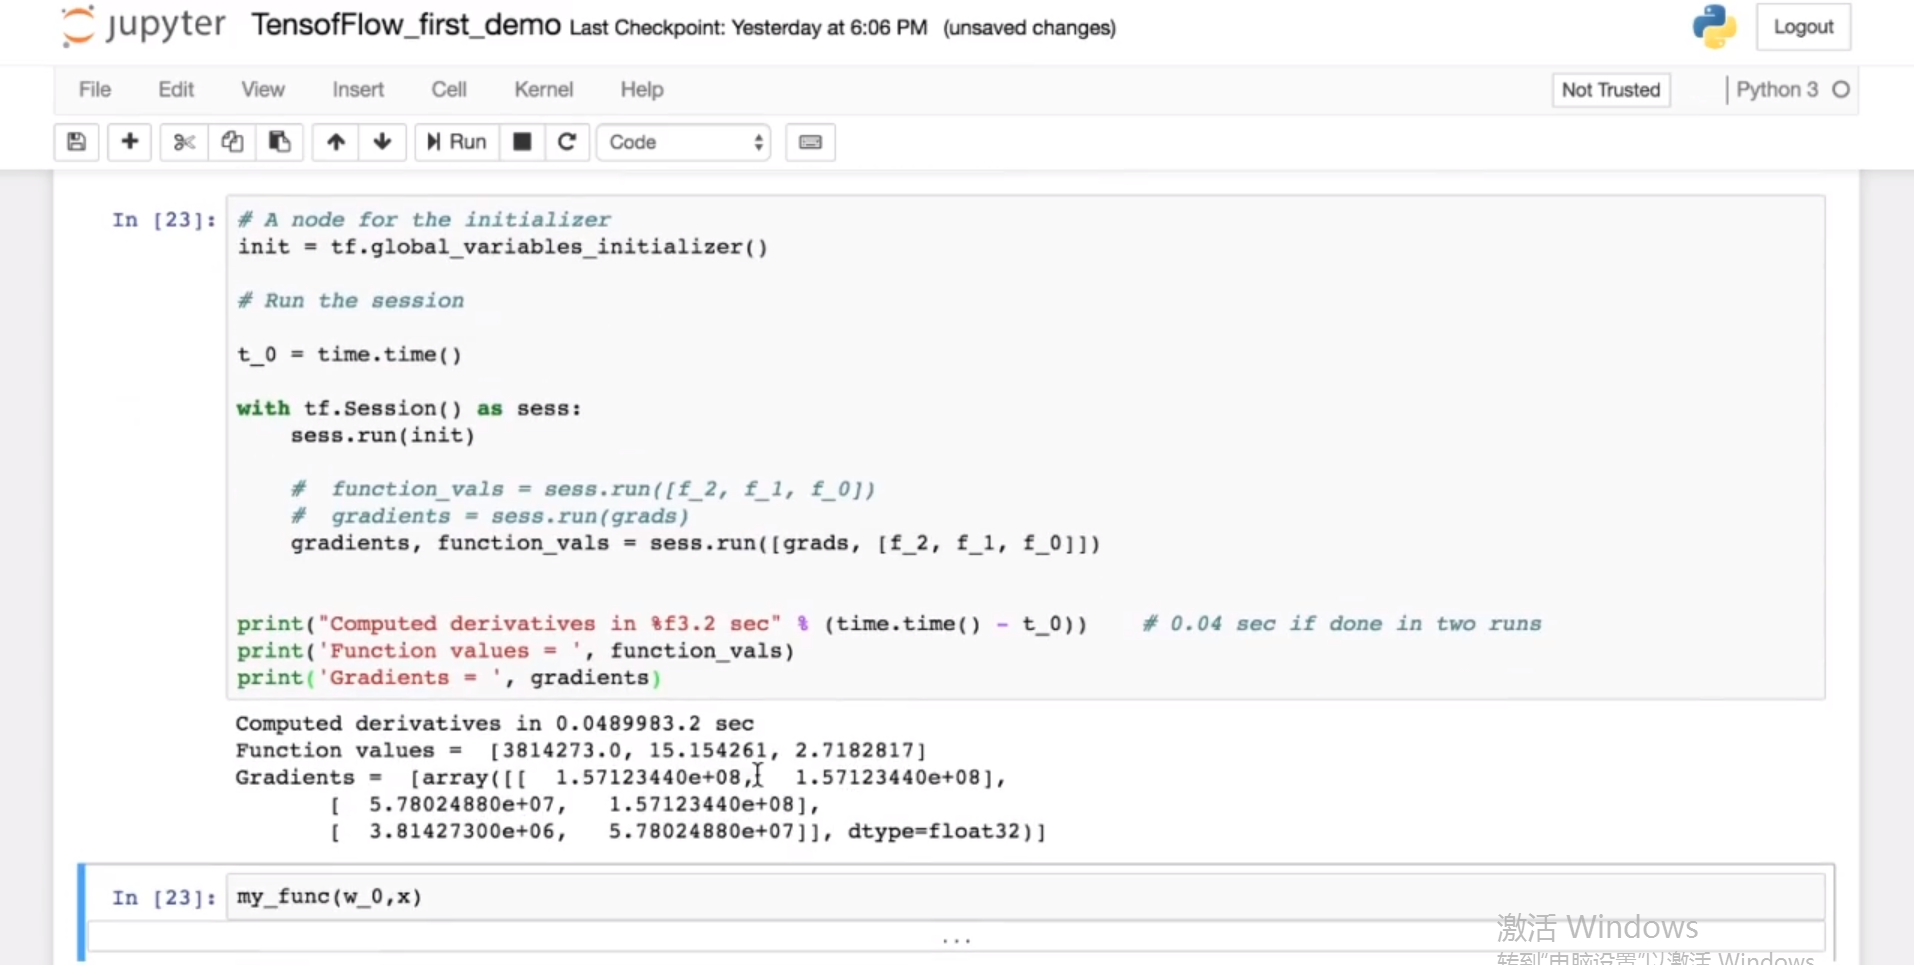 jupyter TensofFlow_first_demo Last Checkpoint: Yesterday at 6:06 PM (unsaved changes) Logout
File Edit View Insert Cell Kernel Help Not Trusted Python 3
Run Code
In [23]: # A node for the initializer
init = tf.global_variables_initializer()
# Run the session
t_0 = time.time()
with tf.Session() as sess:
sess.run(init)
# function_vals = sess.run([f_2, f_1, f_0])
# gradients = sess.run(grads)
gradients, function_vals = sess.run([grads, [f_2, f_1, f_0]])
print("Computed derivatives in %f3.2 sec" % (time.time() - t_0)) # 0.04 sec if done in two runs
print('Function values = ', function_vals)
print('Gradients = ', gradients)
Computed derivatives in 0.0489983.2 sec
Function values = [3814273.0, 15.154261, 2.7182817]
Gradients = [array([[ 1.57123440e+08, 1.57123440e+08],
[ 5.78024880e+07, 1.57123440e+08],
[ 3.81427300e+06, 5.78024880e+07]], dtype=float32)]
In [23]: my_func(w_0,x)
...
激活 Windows
转到"电脑设置"以激活 Windows